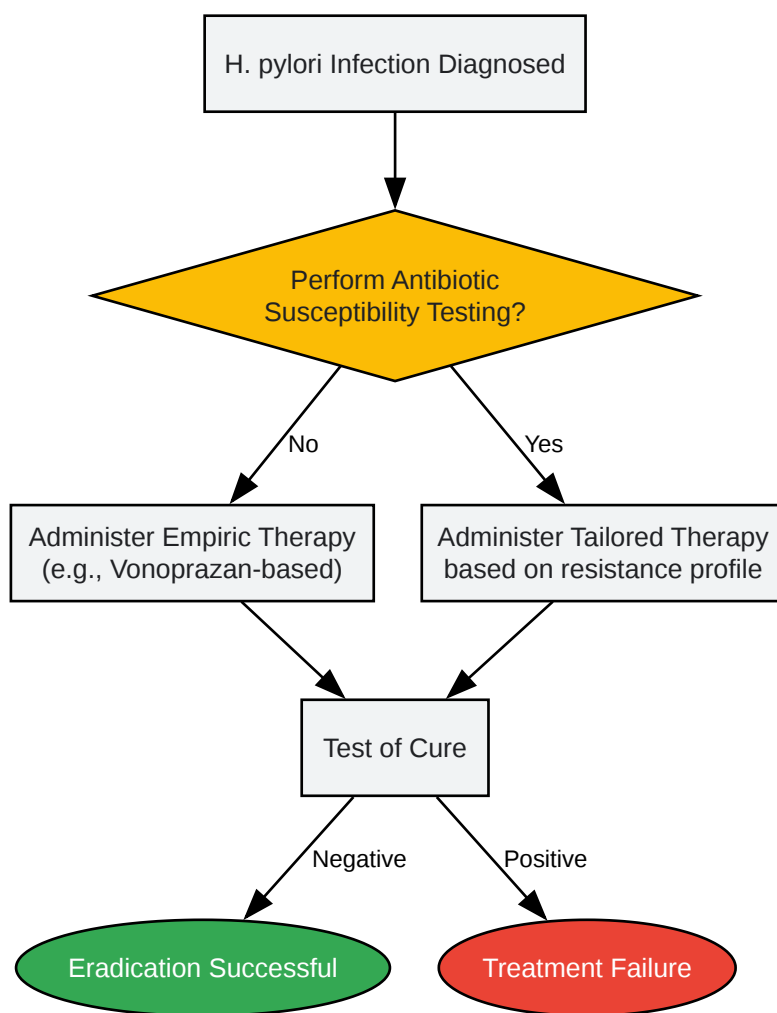 H. pylori Infection Diagnosed
Perform Antibiotic
Susceptibility Testing?
No
Yes
Administer Empiric Therapy
(e.g., Vonoprazan-based)
Administer Tailored Therapy
based on resistance profile
Test of Cure
Negative
Positive
Eradication Successful
Treatment Failure